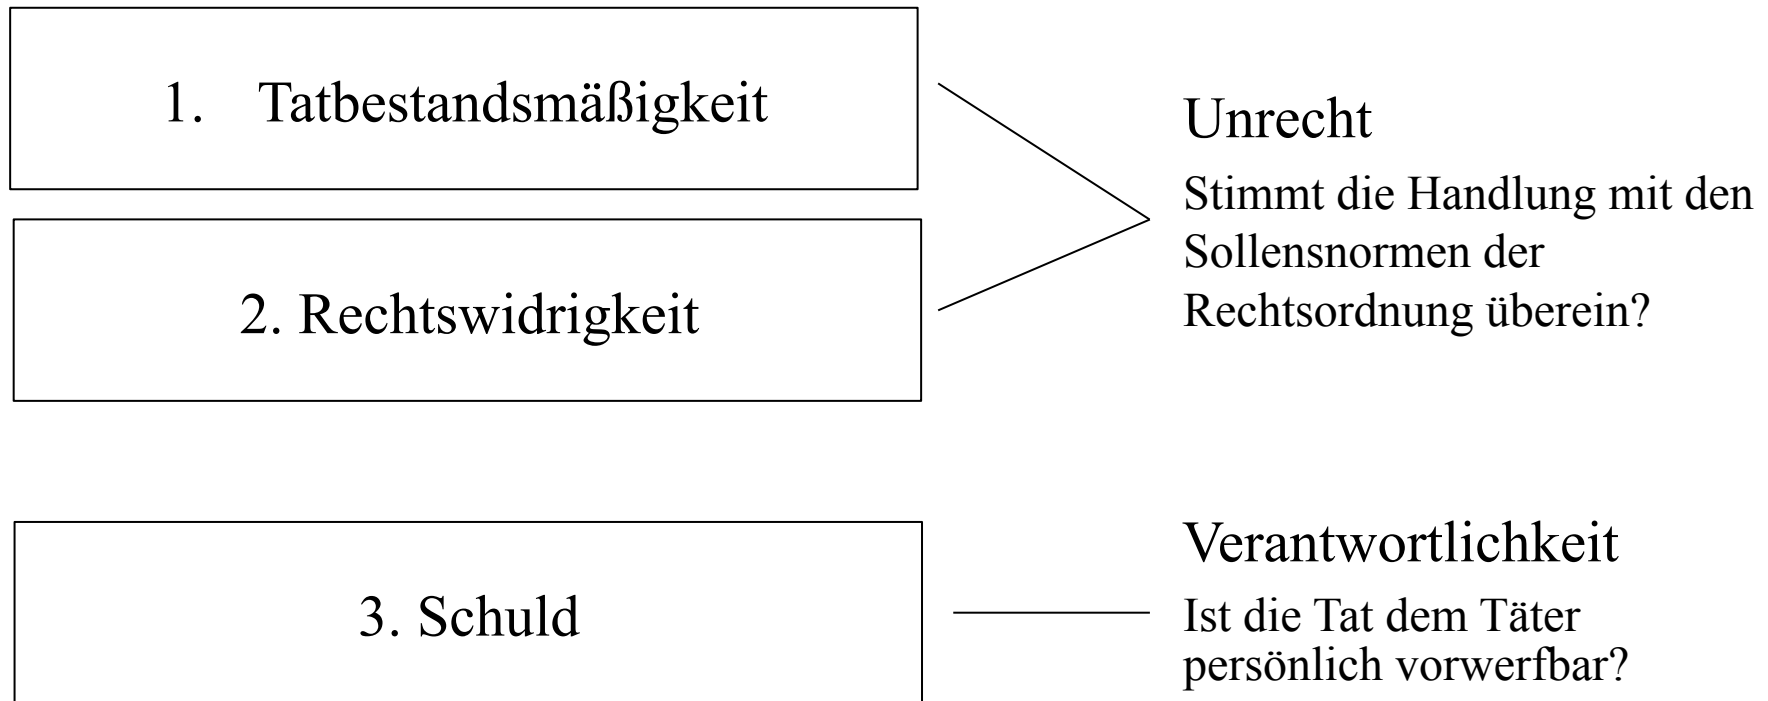 1. Tatbestandsmäßigkeit
2. Rechtswidrigkeit
Unrecht
Stimmt die Handlung mit den
Sollensnormen der
Rechtsordnung überein?
3. Schuld
Verantwortlichkeit
Ist die Tat dem Täter
persönlich vorwerfbar?